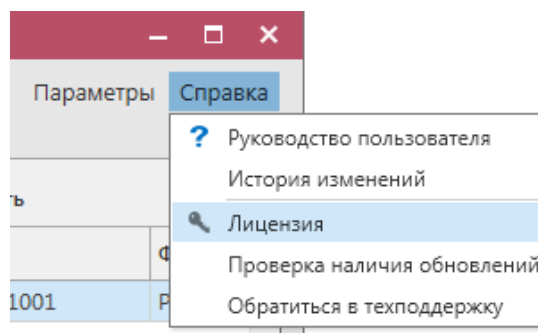 Параметры Справка
? Руководство пользователя
История изменений
ть
Лицензия
Ф
Проверка наличия обновлений
1001 Р
Обратиться в техподдержку